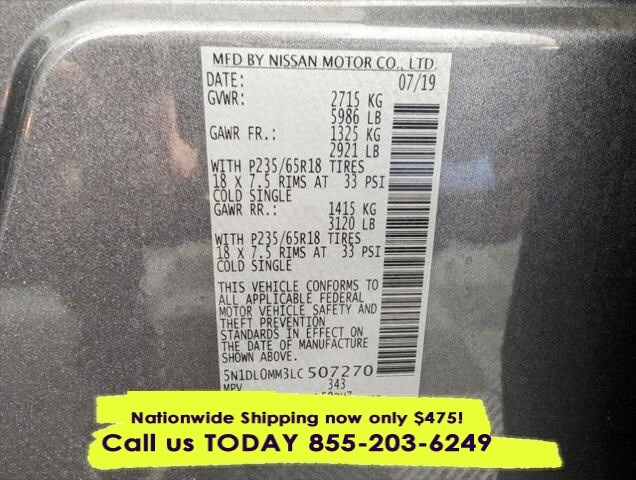 MFD BY NISSAN MOTOR CO., LTD.
DATE: 07/19
GVWR: 2715 KG
5986 LB
GAWR FR.: 1325 KG
2921 LB
WITH P235/65R18 TIRES
18 X 7.5 RIMS AT 33 PSI
COLD SINGLE
GAWR RR.: 1415 KG
3120 LB
WITH P235/65R18 TIRES
18 X 7.5 RIMS AT 33 PSI
COLD SINGLE
THIS VEHICLE CONFORMS TO
ALL APPLICABLE FEDERAL
MOTOR VEHICLE SAFETY AND
THEFT PREVENTION
STANDARDS IN EFFECT ON
THE DATE OF MANUFACTURE
SHOWN ABOVE.
5N1DL0MM3LC507270
MPV 343
Nationwide Shipping now only $475!
Call us TODAY 855-203-6249